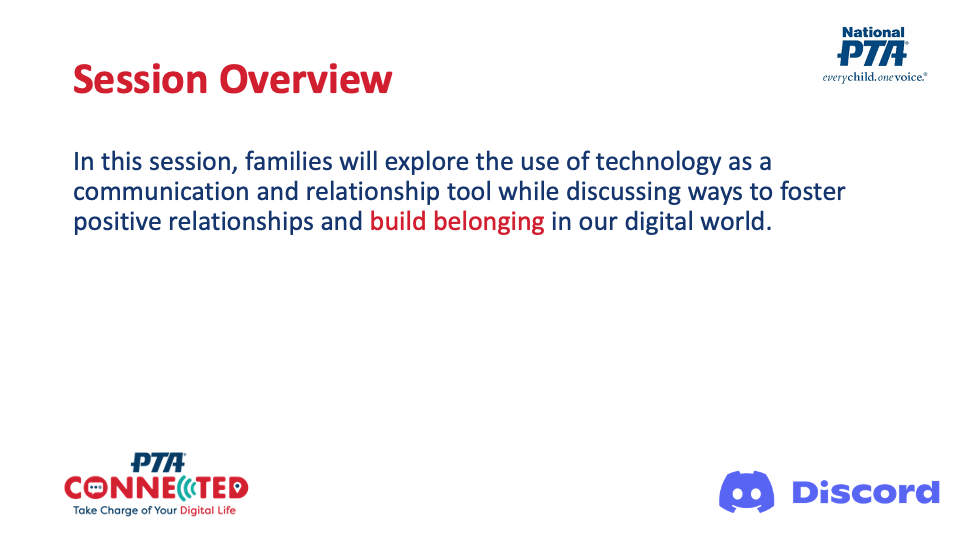 National
PTA®
everychild.onevoice.®
Session Overview
In this session, families will explore the use of technology as a
communication and relationship tool while discussing ways to foster
positive relationships and build belonging in our digital world.
PTA
CONNECTED
Take Charge of Your Digital Life
Discord